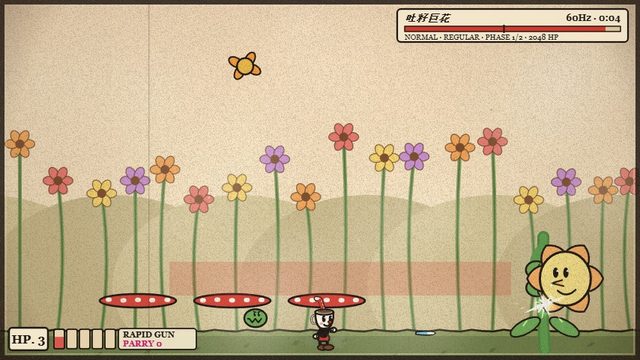 吐籽巨花
60Hz · 0:04
NORMAL · REGULAR · PHASE 1/2 · 2048 HP
HP. 3
RAPID GUN
PARRY 0